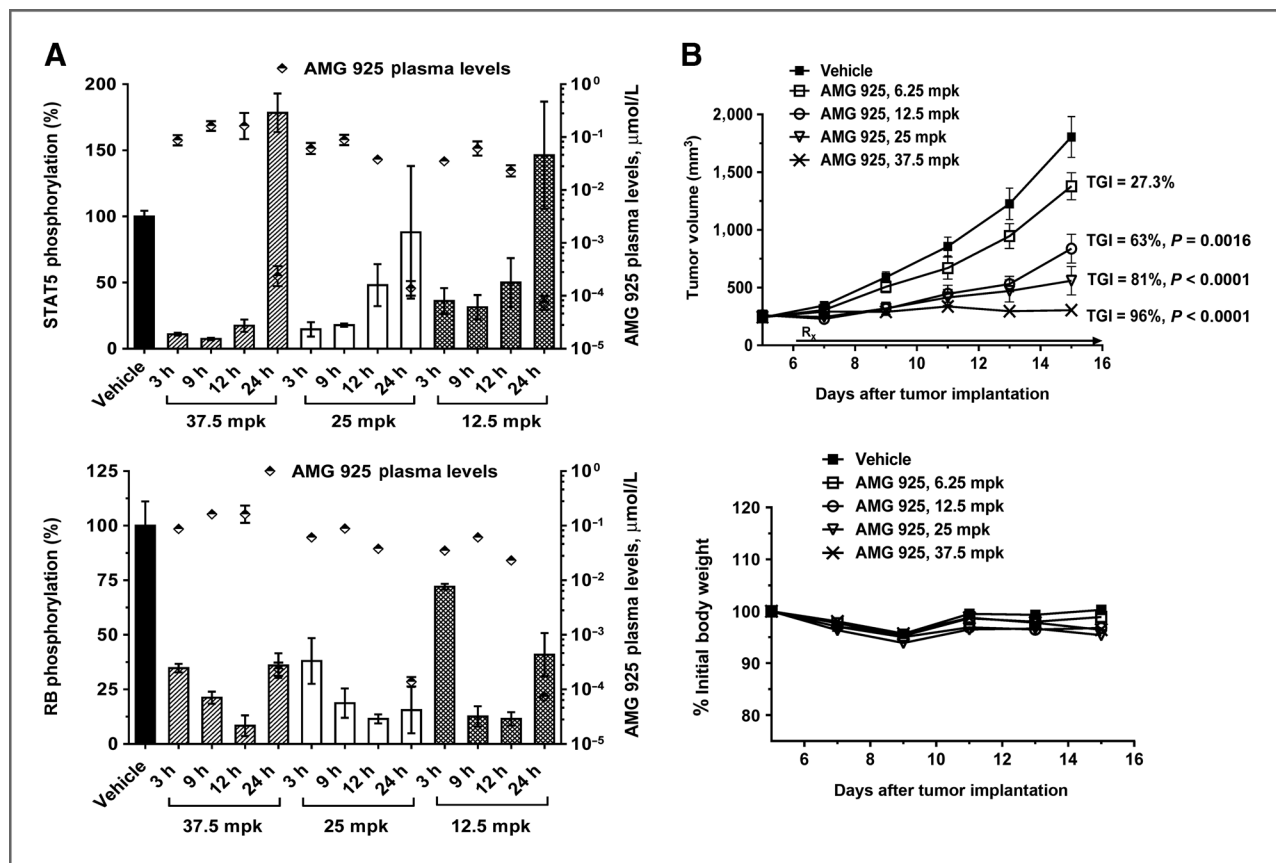 A
AMG 925 plasma levels
STAT5 phosphorylation (%)
200
150
100
50
0
AMG 925 plasma levels, μmol/L
10⁰
10⁻¹
10⁻²
10⁻³
10⁻⁴
10⁻⁵
Vehicle
3 h
9 h
12 h
24 h
3 h
9 h
12 h
24 h
3 h
9 h
12 h
24 h
37.5 mpk
25 mpk
12.5 mpk
AMG 925 plasma levels
RB phosphorylation (%)
125
100
75
50
25
0
AMG 925 plasma levels, μmol/L
10⁰
10⁻¹
10⁻²
10⁻³
10⁻⁴
10⁻⁵
Vehicle
3 h
9 h
12 h
24 h
3 h
9 h
12 h
24 h
3 h
9 h
12 h
24 h
37.5 mpk
25 mpk
12.5 mpk
B
Vehicle
AMG 925, 6.25 mpk
AMG 925, 12.5 mpk
AMG 925, 25 mpk
AMG 925, 37.5 mpk
Tumor volume (mm³)
2,000
1,500
1,000
500
0
TGI = 27.3%
TGI = 63%, P = 0.0016
TGI = 81%, P < 0.0001
TGI = 96%, P < 0.0001
Rx
6 8 10 12 14 16
Days after tumor implantation
Vehicle
AMG 925, 6.25 mpk
AMG 925, 12.5 mpk
AMG 925, 25 mpk
AMG 925, 37.5 mpk
% Initial body weight
120
110
100
90
80
6 8 10 12 14 16
Days after tumor implantation